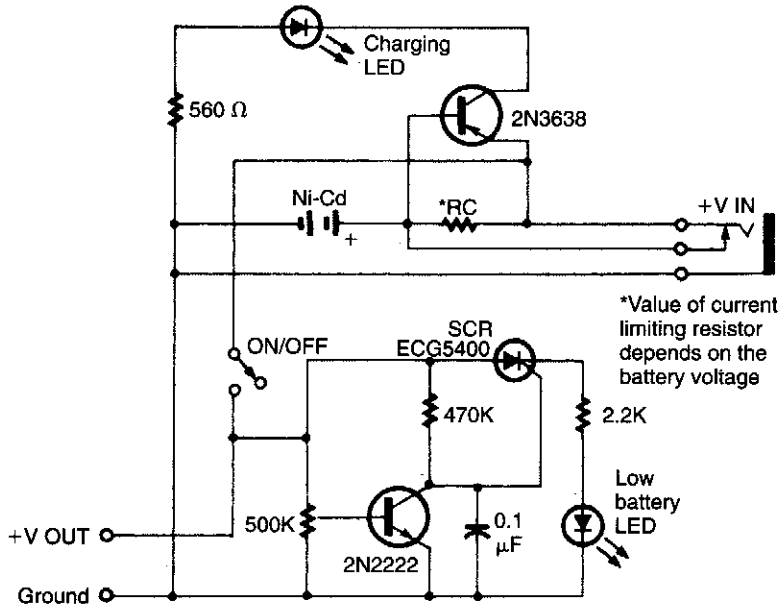 Charging
LED
560 Ω
2N3638
Ni-Cd
*RC
+V IN
+
*Value of current
limiting resistor
depends on the
battery voltage
SCR
ECG5400
ON/OFF
470K
2.2K
Low
battery
LED
500K
0.1
µF
+V OUT
2N2222
Ground